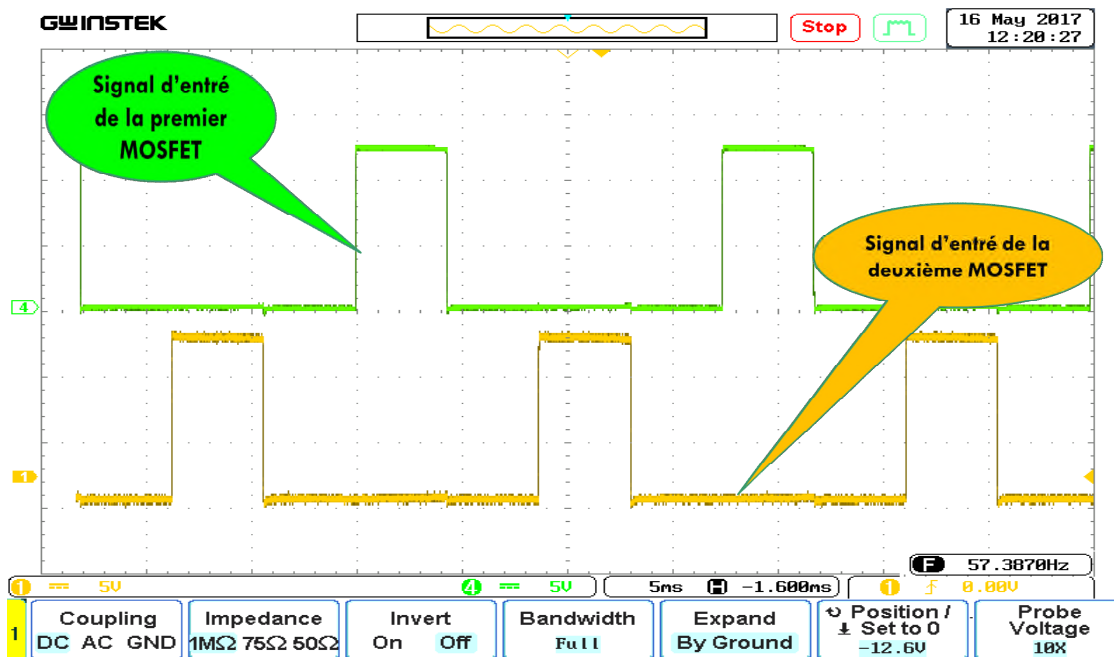 GWINSTEK
Stop
16 May 2017
12:20:27
Signal d'entré
de la premier
MOSFET
Signal d'entré de la
deuxième MOSFET
4
1
F 57.3870Hz
1 5V
4 5V
5ms H -1.600ms
1 0.00V
1
Coupling
DC AC GND
Impedance
1MΩ 75Ω 50Ω
Invert
On Off
Bandwidth
Full
Expand
By Ground
Position /
Set to 0
-12.6V
Probe
Voltage
10X